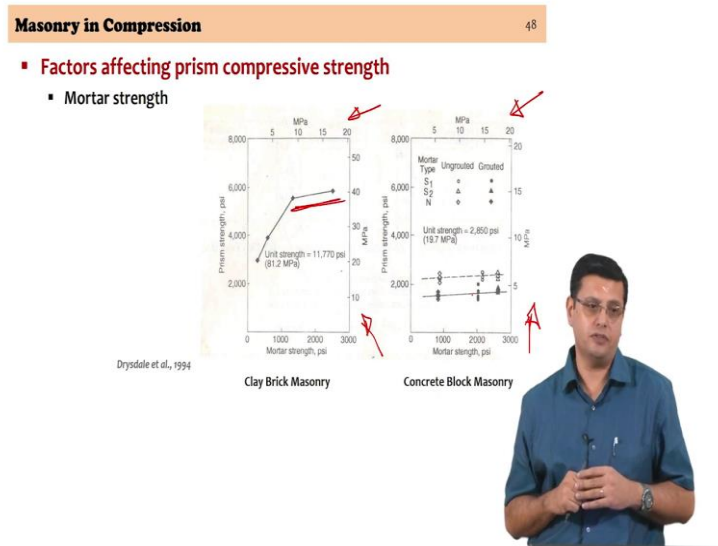 Masonry in Compression
48
Factors affecting prism compressive strength
Mortar strength
MPa
5 10 15 20
8,000
6,000
4,000
2,000
0 1000 2000 3000
Prism strength, psi
50
40
30
20
10
MPa
Unit strength = 11,770 psi
(81.2 MPa)
Mortar strength, psi
MPa
5 10 15 20
8,000
6,000
4,000
2,000
0 1000 2000 3000
Prism strength, psi
20
15
10
5
MPa
Mortar
Type Ungrouted Grouted
S1
S2
N
Unit strength = 2,850 psi
(19.7 MPa)
Mortar strength, psi
Drysdale et al., 1994
Clay Brick Masonry
Concrete Block Masonry